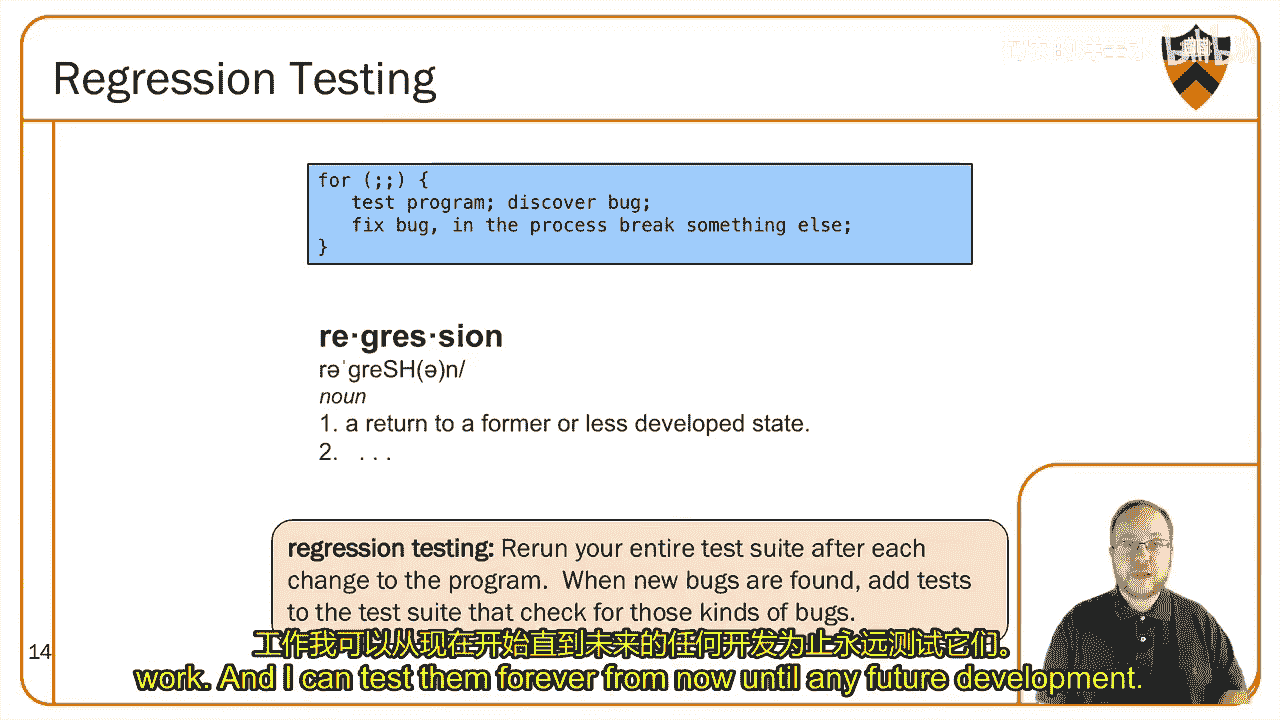 Regression Testing
for (;;) {
test program; discover bug;
fix bug, in the process break something else;
}
re·gres·sion
rəˈɡreSH(ə)n/
noun
1. a return to a former or less developed state.
2. . . .
regression testing: Rerun your entire test suite after each
change to the program. When new bugs are found, add tests
to the test suite that check for those kinds of bugs.
14
工作我可以从现在开始直到未来的任何开发为止永远测试它们。
work. And I can test them forever from now until any future development.